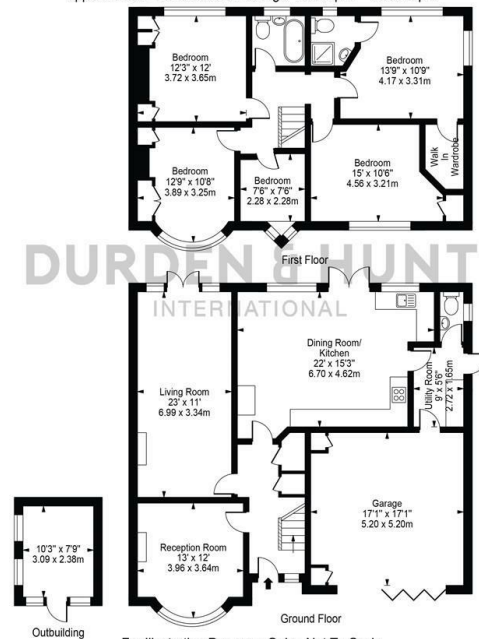 Bedroom
12'3" x 12'
3.72 x 3.65m
Bedroom
13'9" x 10'9"
4.17 x 3.31m
Bedroom
12'9" x 10'8"
3.89 x 3.25m
Bedroom
7'6" x 7'6"
2.28 x 2.28m
Bedroom
15' x 10'6"
4.56 x 3.21m
Walk
In
Wardrobe
First Floor
DURDEN & HUNT
INTERNATIONAL
Dining Room/
Kitchen
22' x 15'3"
6.70 x 4.62m
Living Room
23' x 11'
6.99 x 3.34m
Utility Room
9' x 5'6"
2.72 x 1.65m
Garage
17'1" x 17'1"
5.20 x 5.20m
Reception Room
13' x 12'
3.96 x 3.64m
10'3" x 7'9"
3.09 x 2.38m
Outbuilding
Ground Floor